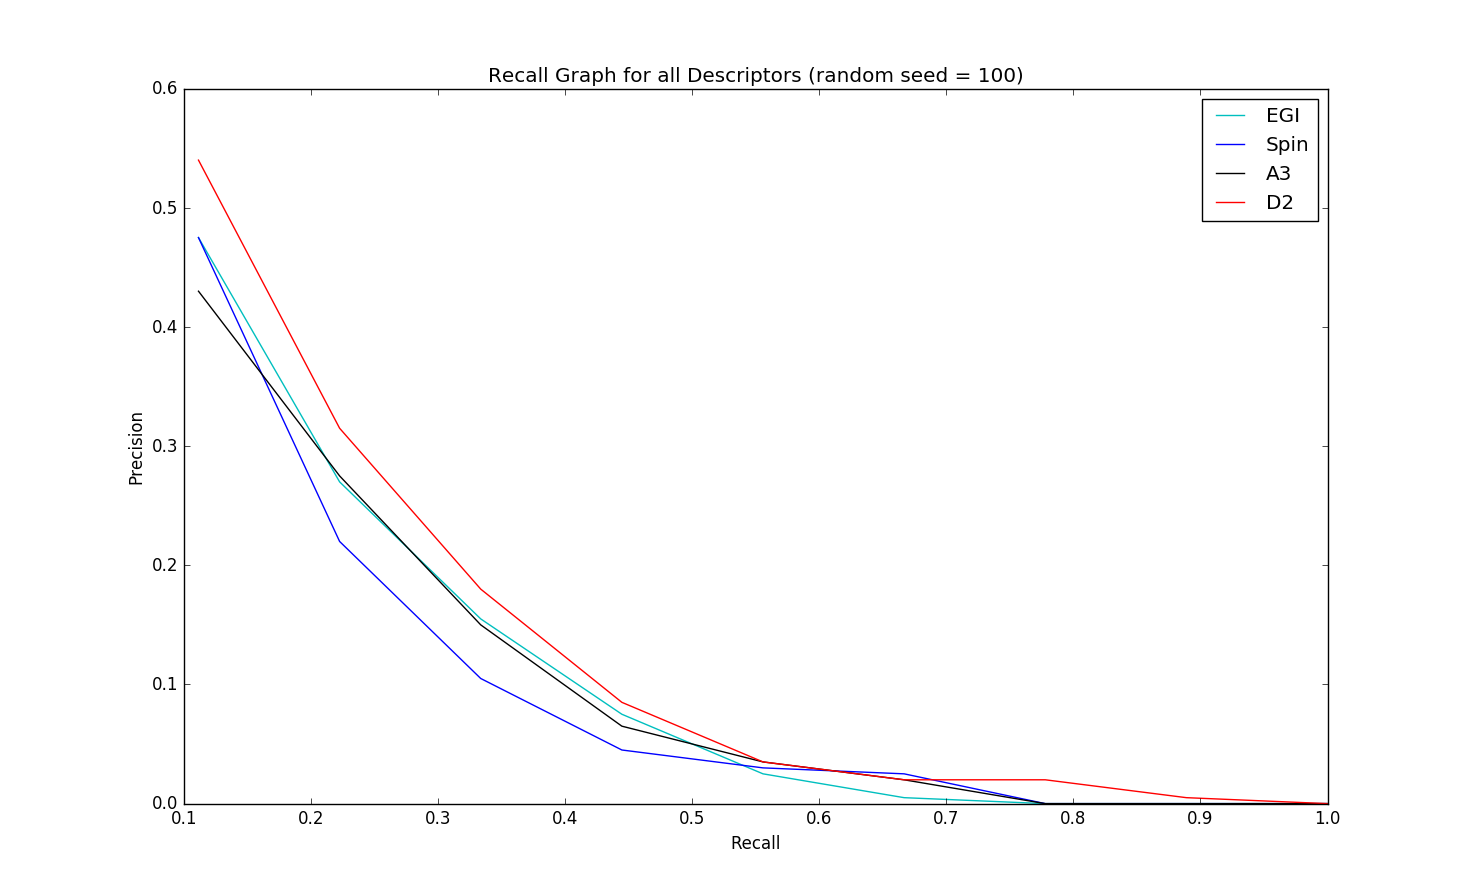 Recall Graph for all Descriptors (random seed = 100)
0.6
0.5
0.4
0.3
0.2
0.1
0.0
Precision
EGI
Spin
A3
D2
0.1 0.2 0.3 0.4 0.5 0.6 0.7 0.8 0.9 1.0
Recall